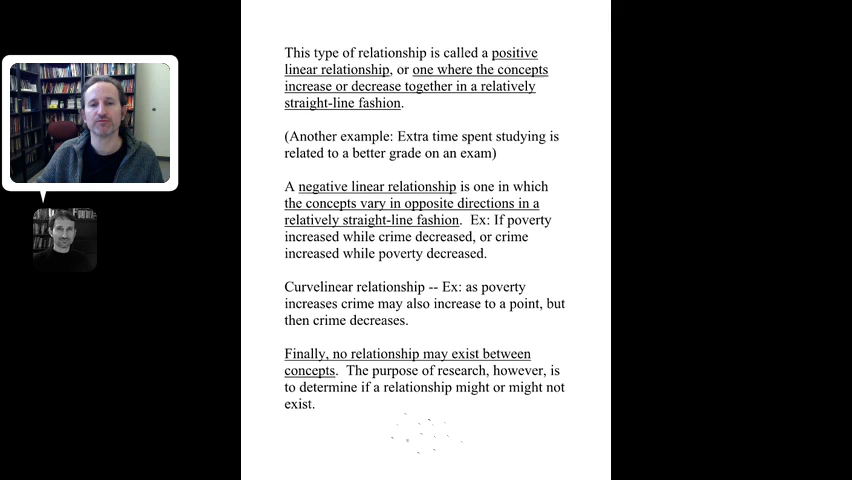 This type of relationship is called a positive
linear relationship, or one where the concepts
increase or decrease together in a relatively
straight-line fashion.
(Another example: Extra time spent studying is
related to a better grade on an exam)
A negative linear relationship is one in which
the concepts vary in opposite directions in a
relatively straight-line fashion.  Ex: If poverty
increased while crime decreased, or crime
increased while poverty decreased.
Curvelinear relationship -- Ex: as poverty
increases crime may also increase to a point, but
then crime decreases.
Finally, no relationship may exist between
concepts.  The purpose of research, however, is
to determine if a relationship might or might not
exist.